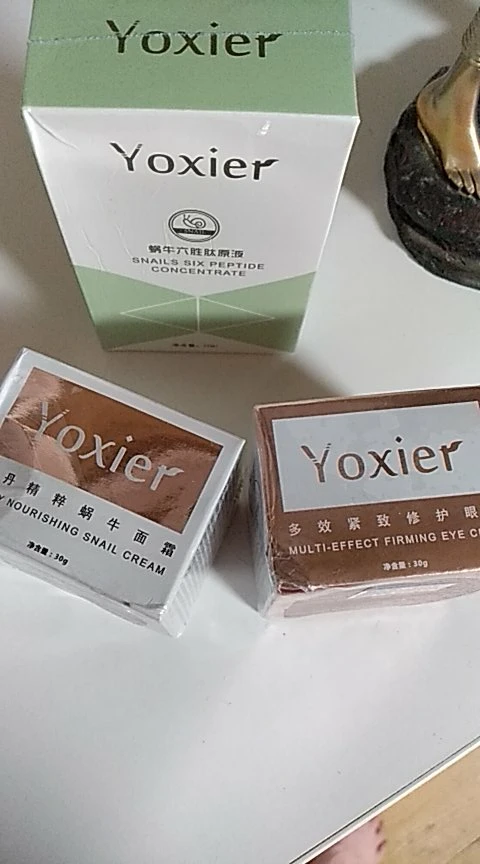 Yoxier
Yoxier
SNAIL
蜗牛六胜肽原液
SNAILS SIX PEPTIDE
CONCENTRATE
Yoxier
丹精粹蜗牛面霜
NOURISHING SNAIL CREAM
净含量：30g
Yoxier
多效紧致修护眼
MULTI-EFFECT FIRMING EYE
净含量：30g